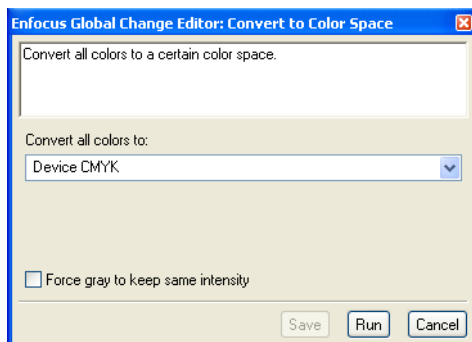 Enfocus Global Change Editor: Convert to Color Space
Convert all colors to a certain color space.
Convert all colors to:
Device CMYK
Force gray to keep same intensity
Save Run Cancel